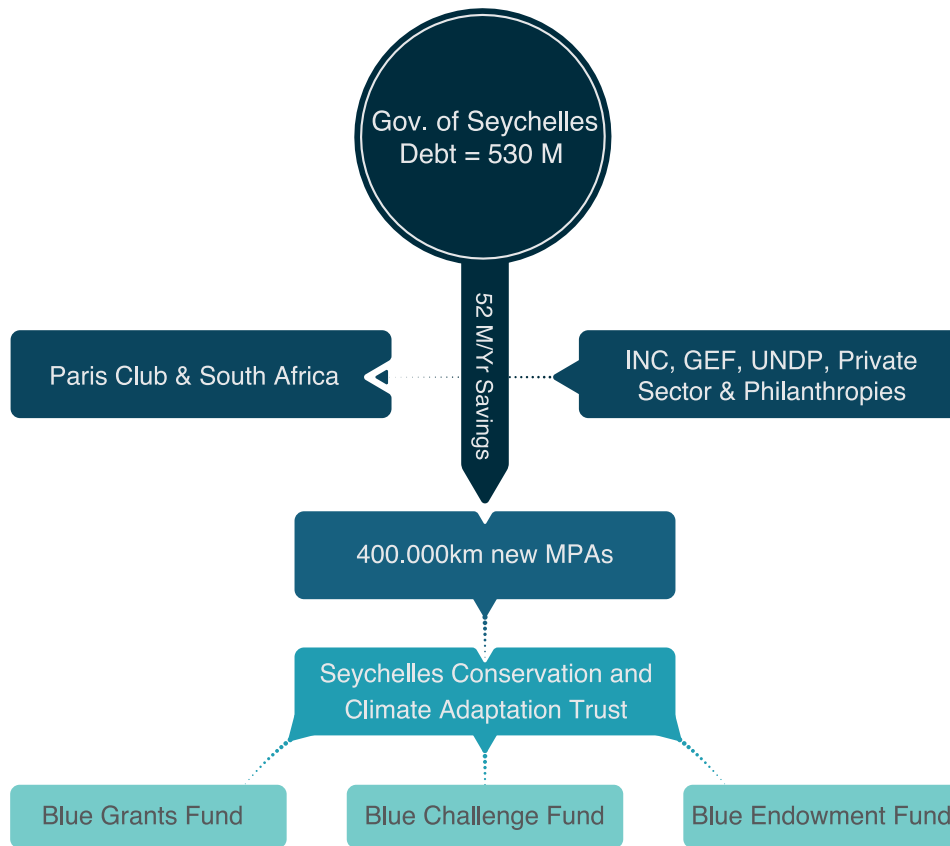 Gov. of Seychelles
Debt = 530 M
52 M/Yr Savings
Paris Club & South Africa
INC, GEF, UNDP, Private
Sector & Philanthropies
400.000km new MPAs
Seychelles Conservation and
Climate Adaptation Trust
Blue Grants Fund
Blue Challenge Fund
Blue Endowment Fund